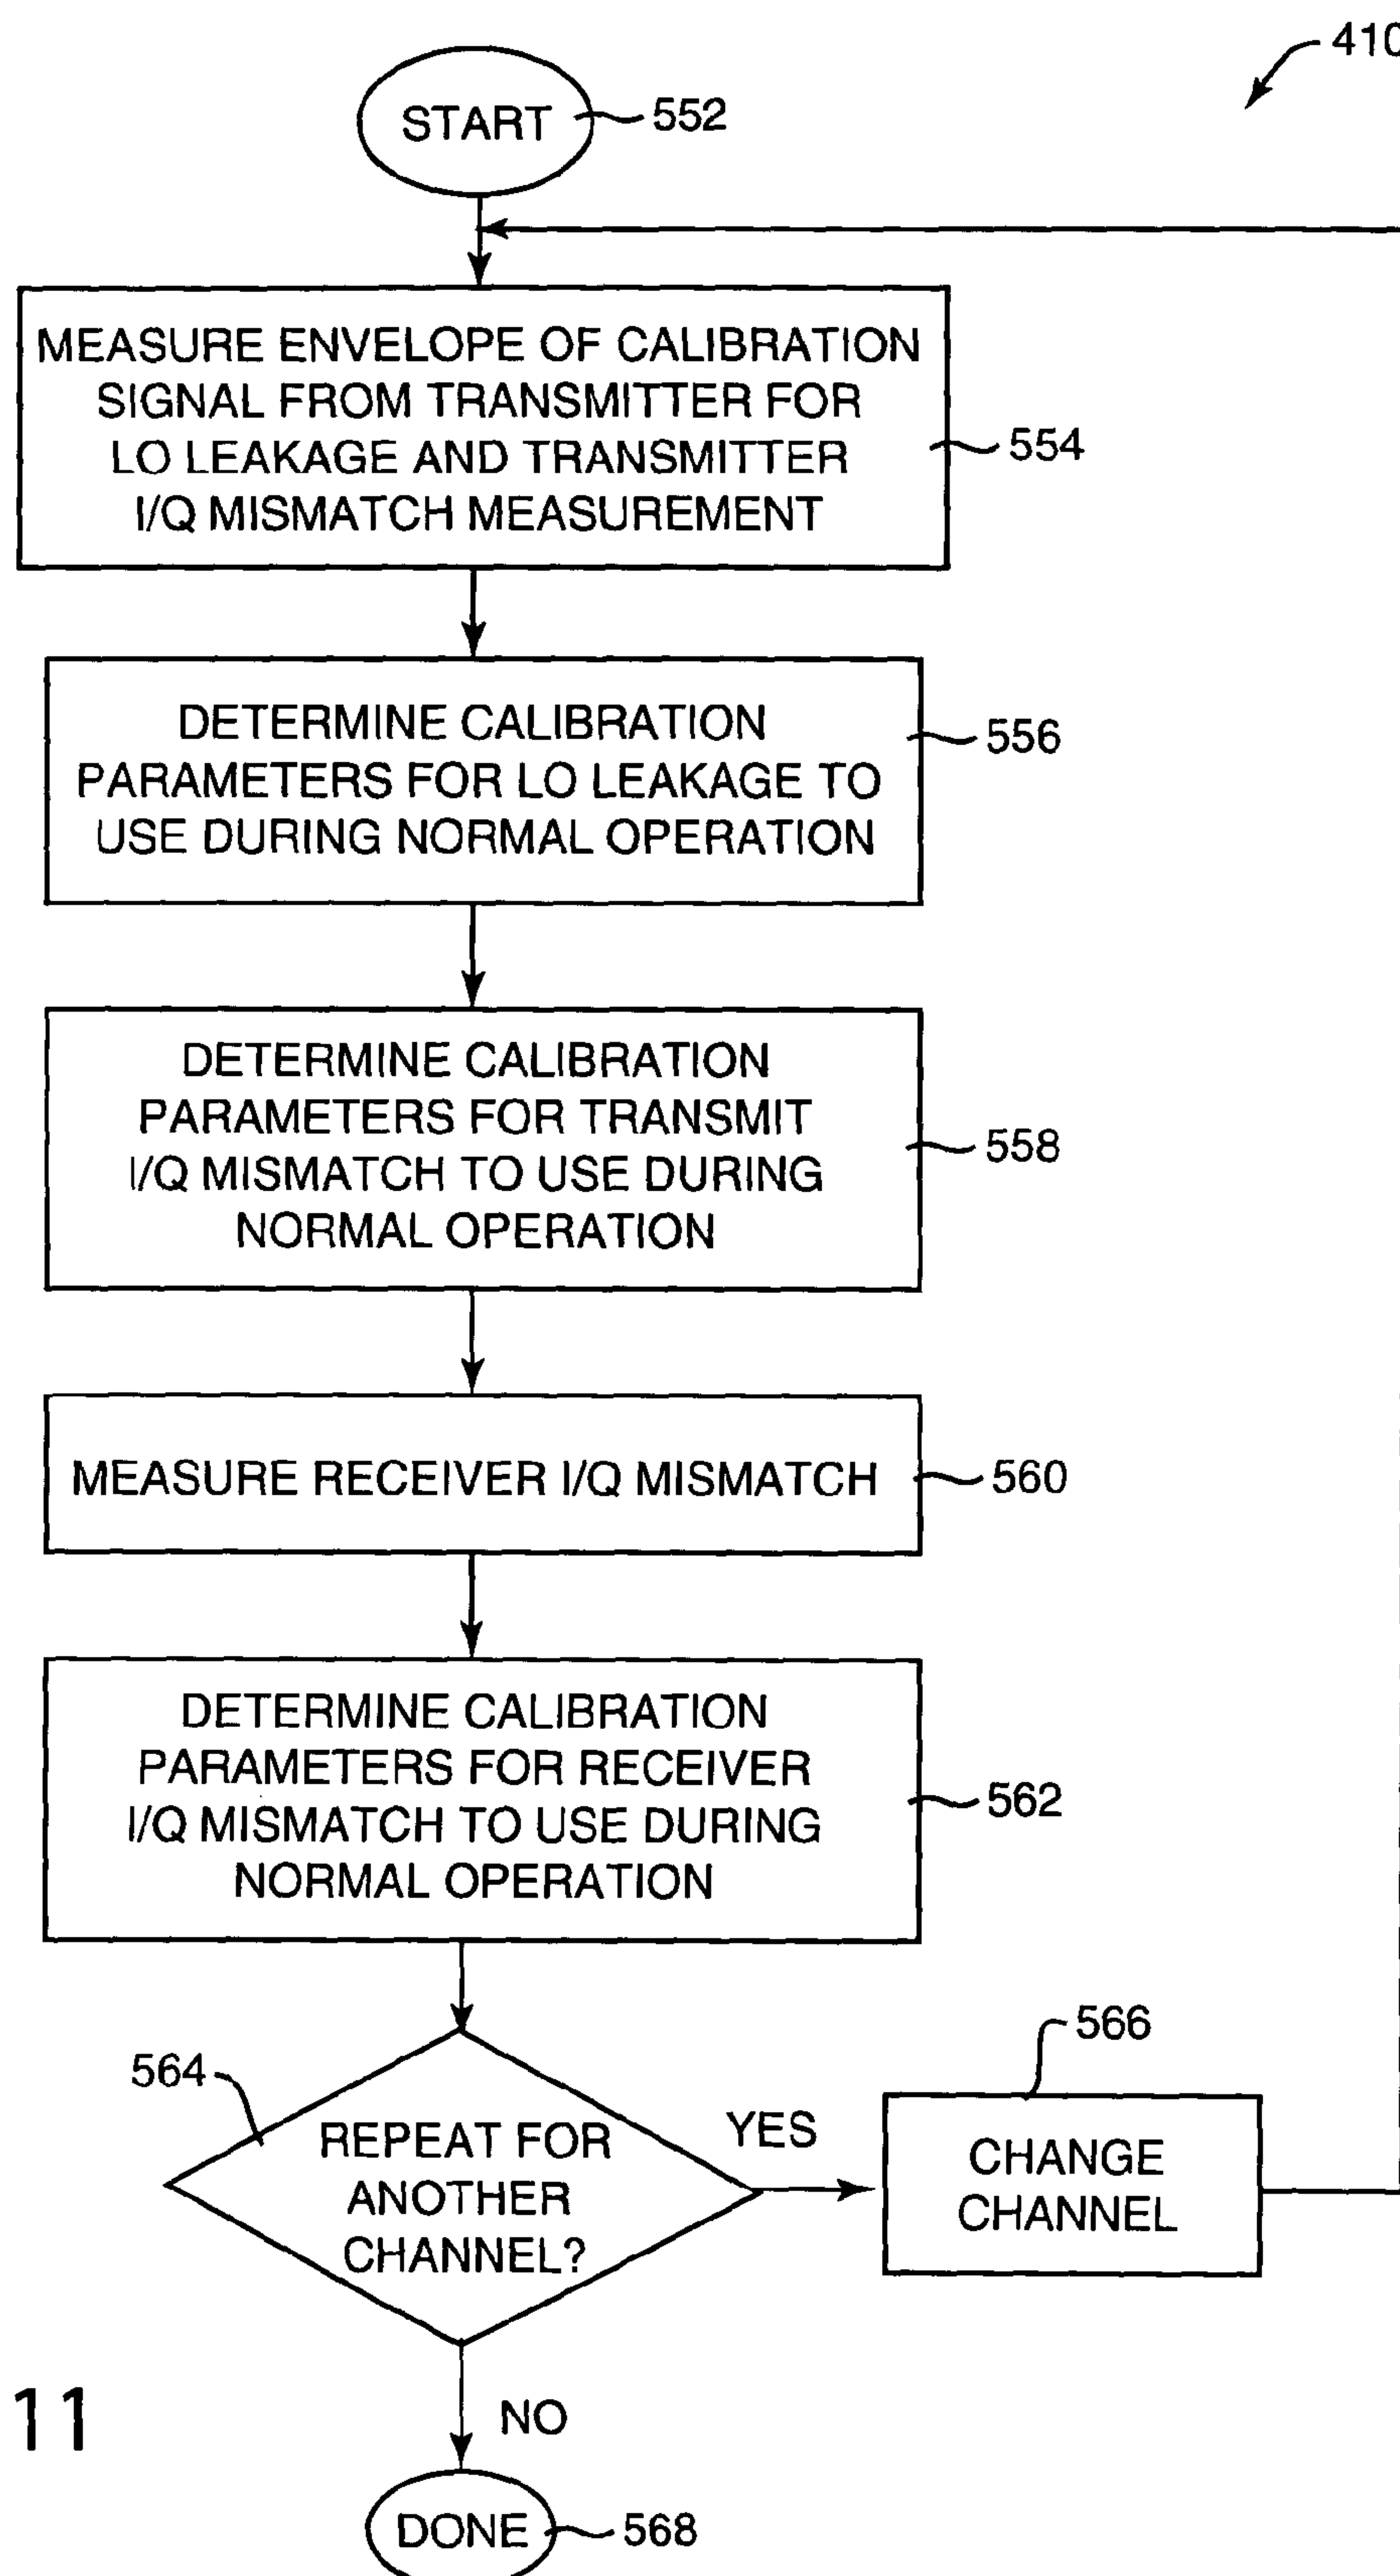 410
START
552
MEASURE ENVELOPE OF CALIBRATION
SIGNAL FROM TRANSMITTER FOR
LO LEAKAGE AND TRANSMITTER
I/Q MISMATCH MEASUREMENT
554
DETERMINE CALIBRATION
PARAMETERS FOR LO LEAKAGE TO
USE DURING NORMAL OPERATION
556
DETERMINE CALIBRATION
PARAMETERS FOR TRANSMIT
I/Q MISMATCH TO USE DURING
NORMAL OPERATION
558
MEASURE RECEIVER I/Q MISMATCH
560
DETERMINE CALIBRATION
PARAMETERS FOR RECEIVER
I/Q MISMATCH TO USE DURING
NORMAL OPERATION
562
564
REPEAT FOR
ANOTHER
CHANNEL?
YES
566
CHANGE
CHANNEL
NO
11
DONE
568